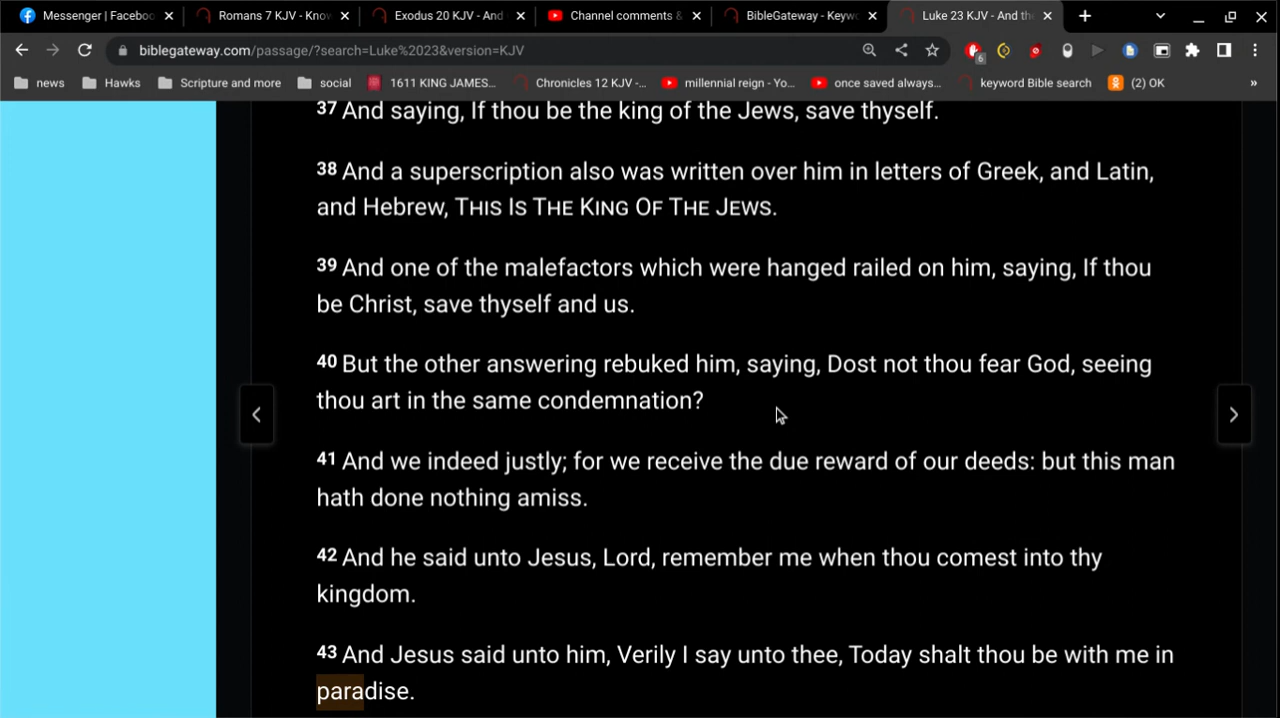 Messenger | Faceboo
Romans 7 KJV - Know
Exodus 20 KJV - And
Channel comments &
BibleGateway - Keyw
Luke 23 KJV - And th
biblegateway.com/passage/?search=Luke%2023&version=KJV
6
news
Hawks
Scripture and more
social
1611 KING JAMES...
Chronicles 12 KJV -...
millennial reign - Yo...
once saved always...
keyword Bible search
(2) OK
»
37 And saying, If thou be the king of the Jews, save thyself.
38 And a superscription also was written over him in letters of Greek, and Latin,
and Hebrew, THIS IS THE KING OF THE JEWS.
39 And one of the malefactors which were hanged railed on him, saying, If thou
be Christ, save thyself and us.
40 But the other answering rebuked him, saying, Dost not thou fear God, seeing
thou art in the same condemnation?
41 And we indeed justly; for we receive the due reward of our deeds: but this man
hath done nothing amiss.
42 And he said unto Jesus, Lord, remember me when thou comest into thy
kingdom.
43 And Jesus said unto him, Verily I say unto thee, Today shalt thou be with me in
paradise.